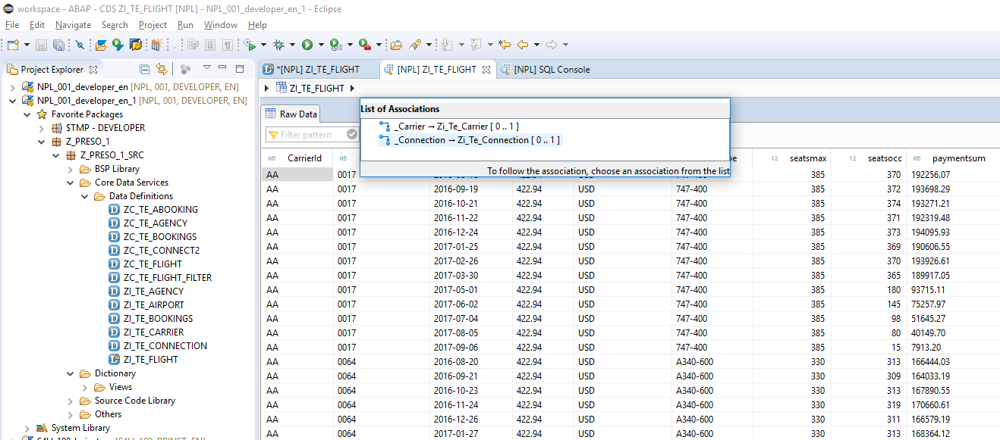 workspace - ABAP - CDS ZI_TE_FLIGHT [NPL] - NPL_001_developer_en_1 - Eclipse
File Edit Navigate Search Project Run Window Help
Project Explorer
*[NPL] ZI_TE_FLIGHT
[NPL] ZI_TE_FLIGHT
[NPL] SQL Console
NPL_001_developer_en [NPL, 001, DEVELOPER, EN]
NPL_001_developer_en_1 [NPL, 001, DEVELOPER, EN]
Favorite Packages
$TMP - DEVELOPER
Z_PRESO_1
Z_PRESO_1_SRC
BSP Library
Core Data Services
Data Definitions
ZC_TE_ABOOKING
ZC_TE_AGENCY
ZC_TE_BOOKINGS
ZC_TE_CONNECT2
ZC_TE_FLIGHT
ZC_TE_FLIGHT_FILTER
ZI_TE_AGENCY
ZI_TE_AIRPORT
ZI_TE_BOOKINGS
ZI_TE_CARRIER
ZI_TE_CONNECTION
ZI_TE_FLIGHT
Dictionary
Views
Source Code Library
Others
System Library
ZI_TE_FLIGHT
List of Associations
_Carrier → Zi_Te_Carrier [ 0 .. 1 ]
_Connection → Zi_Te_Connection [ 0 .. 1 ]
To follow the association, choose an association from the list
Raw Data
Filter pattern
AB CarrierId AB 12 seatsmax 12 seatsocc AB paymentsum
AA 0017 385 370 192256.07
AA 0017 2016-09-19 422.94 USD 747-400 385 372 193698.29
AA 0017 2016-10-21 422.94 USD 747-400 385 374 193271.21
AA 0017 2016-11-22 422.94 USD 747-400 385 371 192319.48
AA 0017 2016-12-24 422.94 USD 747-400 385 373 194095.93
AA 0017 2017-01-25 422.94 USD 747-400 385 369 190606.55
AA 0017 2017-02-26 422.94 USD 747-400 385 370 193926.61
AA 0017 2017-03-30 422.94 USD 747-400 385 365 189917.05
AA 0017 2017-05-01 422.94 USD 747-400 385 180 93715.11
AA 0017 2017-06-02 422.94 USD 747-400 385 145 75257.97
AA 0017 2017-07-04 422.94 USD 747-400 385 98 51645.27
AA 0017 2017-08-05 422.94 USD 747-400 385 80 40149.70
AA 0017 2017-09-06 422.94 USD 747-400 385 15 7913.20
AA 0064 2016-08-20 422.94 USD A340-600 330 313 166444.03
AA 0064 2016-09-21 422.94 USD A340-600 330 309 164033.19
AA 0064 2016-10-23 422.94 USD A340-600 330 313 167890.55
AA 0064 2016-11-24 422.94 USD A340-600 330 319 170660.61
AA 0064 2016-12-26 422.94 USD A340-600 330 311 166579.19
AA 0064 2017-01-27 422.94 USD A340-600 330 313 168364.12